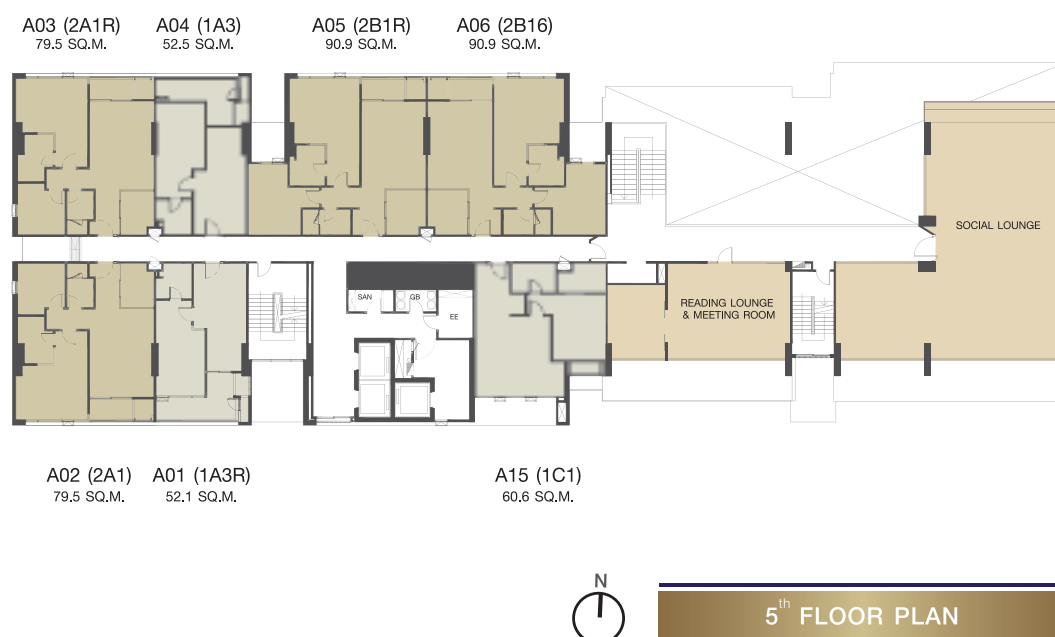 A03 (2A1R)
79.5 SQ.M.
A04 (1A3)
52.5 SQ.M.
A05 (2B1R)
90.9 SQ.M.
A06 (2B16)
90.9 SQ.M.
SOCIAL LOUNGE
SAN
GB
EE
READING LOUNGE
& MEETING ROOM
A02 (2A1)
79.5 SQ.M.
A01 (1A3R)
52.1 SQ.M.
A15 (1C1)
60.6 SQ.M.
N
5th FLOOR PLAN